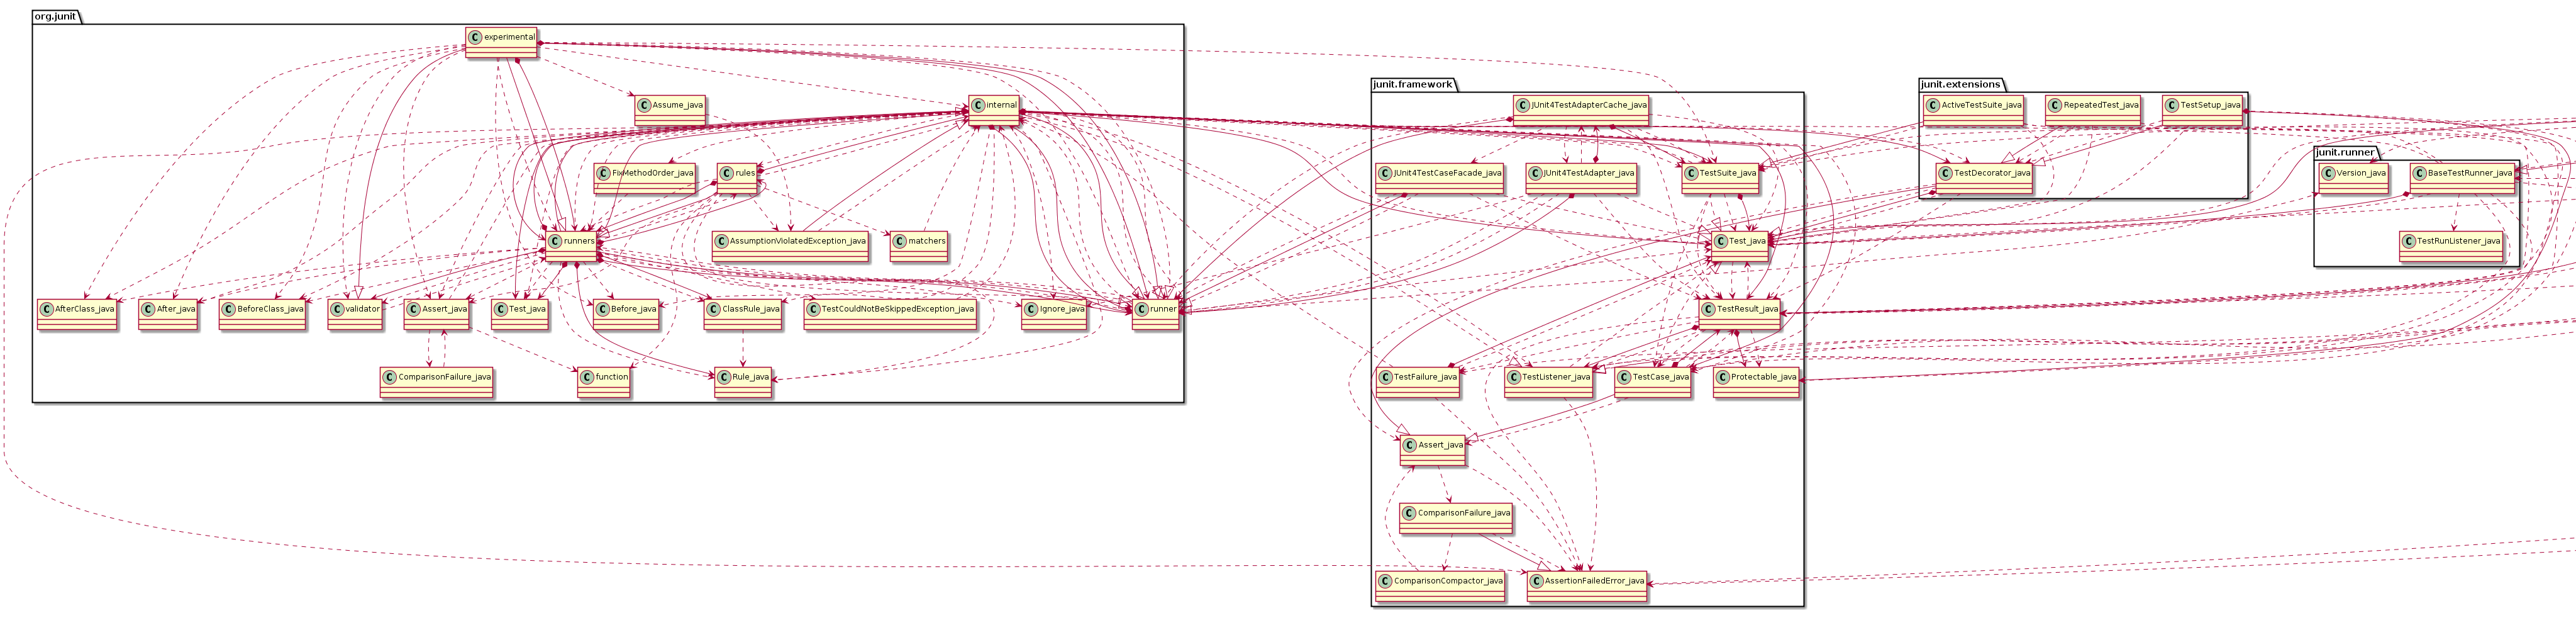 org.junit
C experimental
C Assume_java
C internal
C FixMethodOrder_java
C rules
C runners
C AssumptionViolatedException_java
C matchers
C AfterClass_java
C After_java
C BeforeClass_java
C validator
C Assert_java
C Test_java
C Before_java
C ClassRule_java
C TestCouldNotBeSkippedException_java
C Ignore_java
C runner
C ComparisonFailure_java
C function
C Rule_java
junit.framework
C JUnit4TestAdapterCache_java
C JUnit4TestCaseFacade_java
C JUnit4TestAdapter_java
C TestSuite_java
C Test_java
C TestResult_java
C TestFailure_java
C TestListener_java
C TestCase_java
C Protectable_java
C Assert_java
C ComparisonFailure_java
C ComparisonCompactor_java
C AssertionFailedError_java
junit.extensions
C ActiveTestSuite_java
C RepeatedTest_java
C TestSetup_java
C TestDecorator_java
junit.runner
C Version_java
C BaseTestRunner_java
C TestRunListener_java